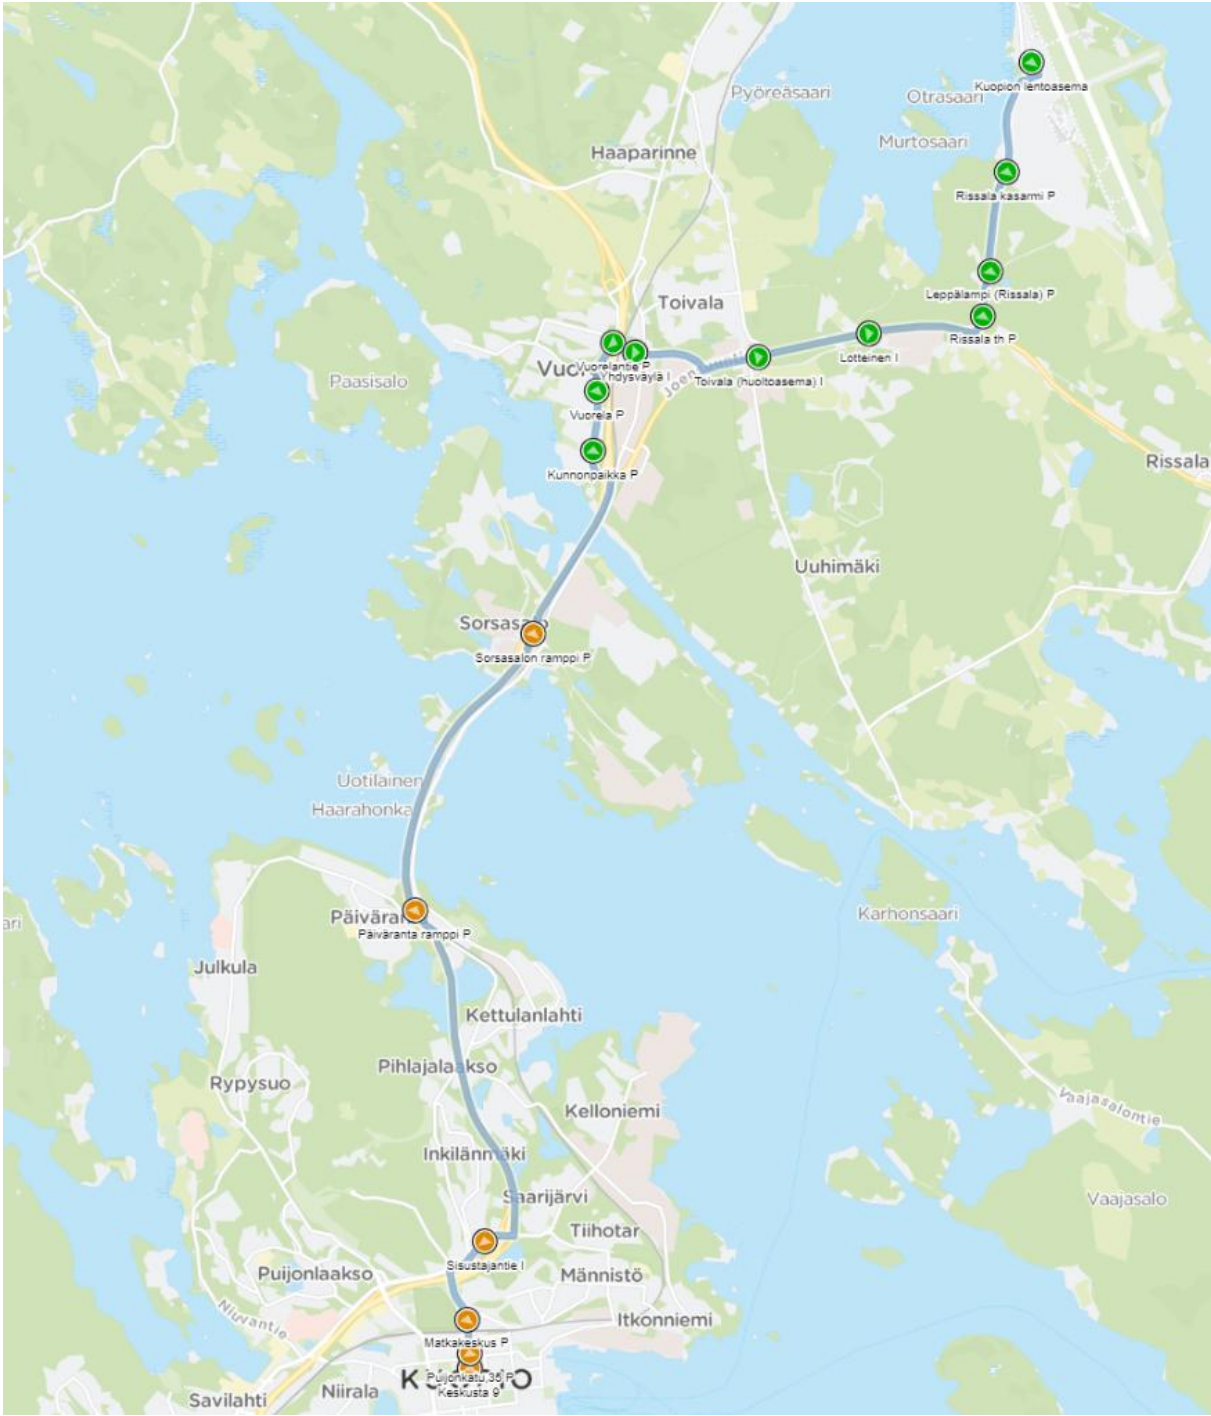 Pyöreäsaari
Kuopion lentoasema
Otrasaari
Murtosaari
Haaparinne
Rissala kasarmi P
Leppälampi (Rissala) P
Toivala
Rissala th P
Lotteinen I
Vuorelantie P
Yhdysväylä I
Toivala (huoltoasema) I
Paasisalo
Vuorela P
Kunnonpaikka P
Rissala
Uuhimäki
Sorsasalo
Sorsasalon ramppi P
Uotilainen
Haarahonka
Karhonsaari
Päiväranta ramppi P
Julkula
Kettulanlahti
Pihlajalaakso
Rypysuo
Kelloniemi
Vaajasalontie
Inkilänmäki
Saarijärvi
Vaajasalo
Tiihotar
Sisustajantie I
Puijonlaakso
Männistö
Niuvantie
Itkonniemi
Matkakeskus P
Puijonkatu 35 P
KUOPIO
Keskusta 9
Niirala
Savilahti